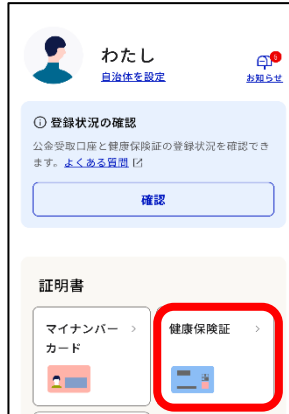 わたし
自治体を設定
お知らせ
登録状況の確認
公金受取口座と健康保険証の登録状況を確認でき
ます。よくある質問
確認
証明書
マイナンバー
カード
健康保険証